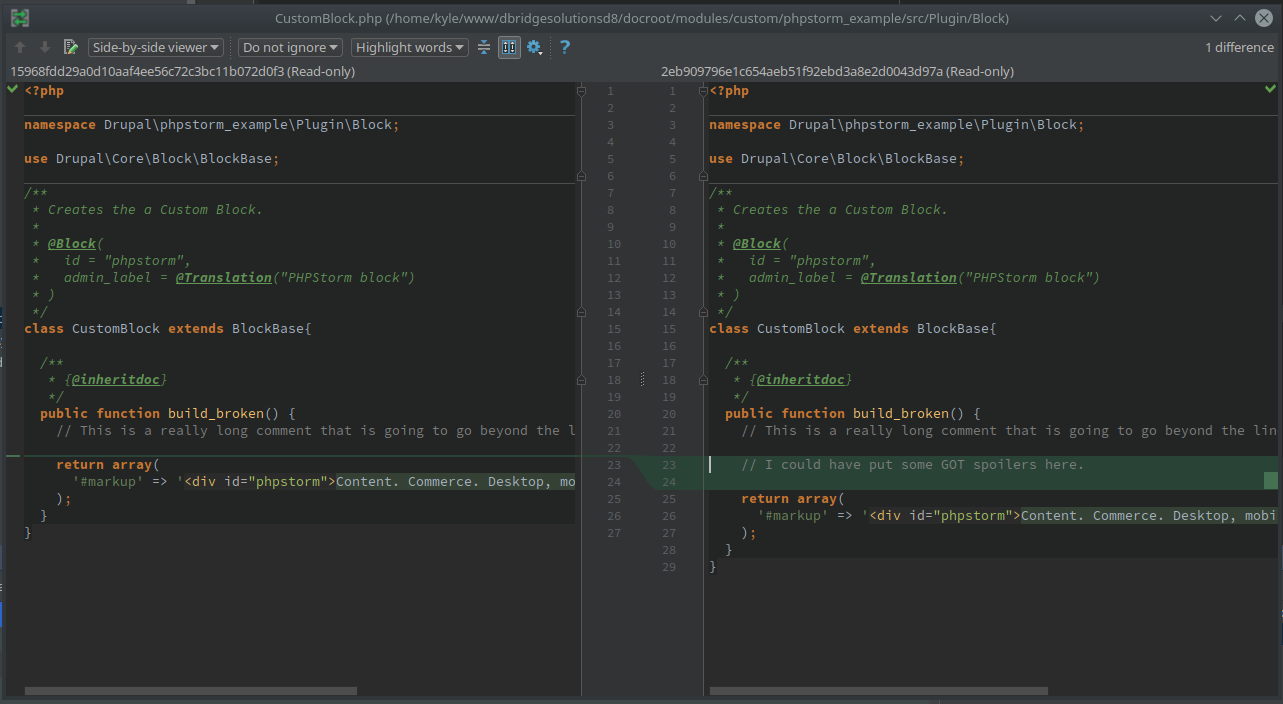 CustomBlock.php (/home/kyle/www/dbridgesolutionsd8/docroot/modules/custom/phpstorm_example/src/Plugin/Block)
Side-by-side viewer Do not ignore Highlight words ? 1 difference
15968fdd29a0d10aaf4ee56c72c3bc11b072d0f3 (Read-only)
<?php
namespace Drupal\phpstorm_example\Plugin\Block;
use Drupal\Core\Block\BlockBase;
/**
* Creates the a Custom Block.
*
* @Block(
*   id = "phpstorm",
*   admin_label = @Translation("PHPStorm block")
* )
*/
class CustomBlock extends BlockBase{
/**
* {@inheritdoc}
*/
public function build_broken() {
// This is a really long comment that is going to go beyond the l
return array(
'#markup' => '<div id="phpstorm">Content. Commerce. Desktop, mo
);
}
}
1 1
2 2
3 3
4 4
5 5
6 6
7 7
8 8
9 9
10 10
11 11
12 12
13 13
14 14
15 15
16 16
17 17
18 18
19 19
20 20
21 21
22 22
23 23
24 24
25 25
26 26
27 27
28
29
2eb909796e1c654aeb51f92ebd3a8e2d0043d97a (Read-only)
<?php
namespace Drupal\phpstorm_example\Plugin\Block;
use Drupal\Core\Block\BlockBase;
/**
* Creates the a Custom Block.
*
* @Block(
*   id = "phpstorm",
*   admin_label = @Translation("PHPStorm block")
* )
*/
class CustomBlock extends BlockBase{
/**
* {@inheritdoc}
*/
public function build_broken() {
// This is a really long comment that is going to go beyond the lin
// I could have put some GOT spoilers here.
return array(
'#markup' => '<div id="phpstorm">Content. Commerce. Desktop, mobi
);
}
}